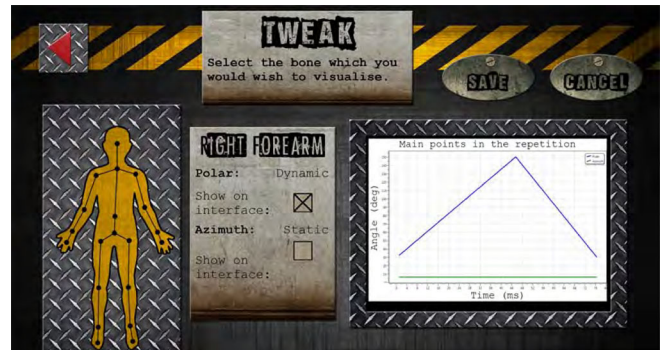 TWEAK
Select the bone which you
would wish to visualise.
SAVE
CANCEL
RIGHT FOREARM
Polar: Dynamic
Show on
interface:
Azimuth: Static
Show on
interface:
Main points in the repetition
Angle (deg)
Time (ms)